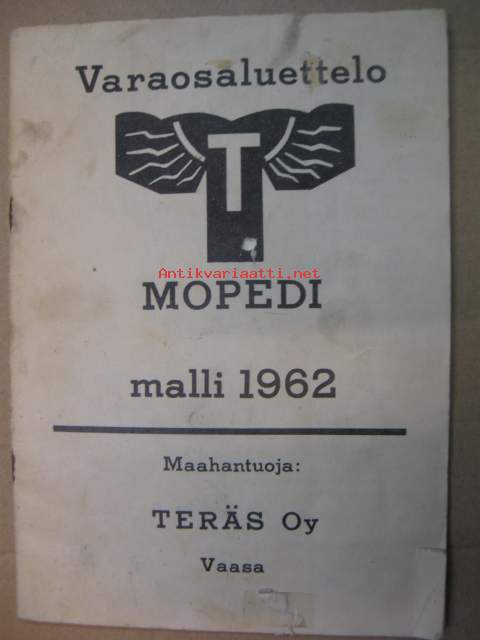 Varaosaluettelo
T
Antikvariaatti.net
MOPEDI
malli 1962
Maahantuoja:
TERÄS Oy
Vaasa